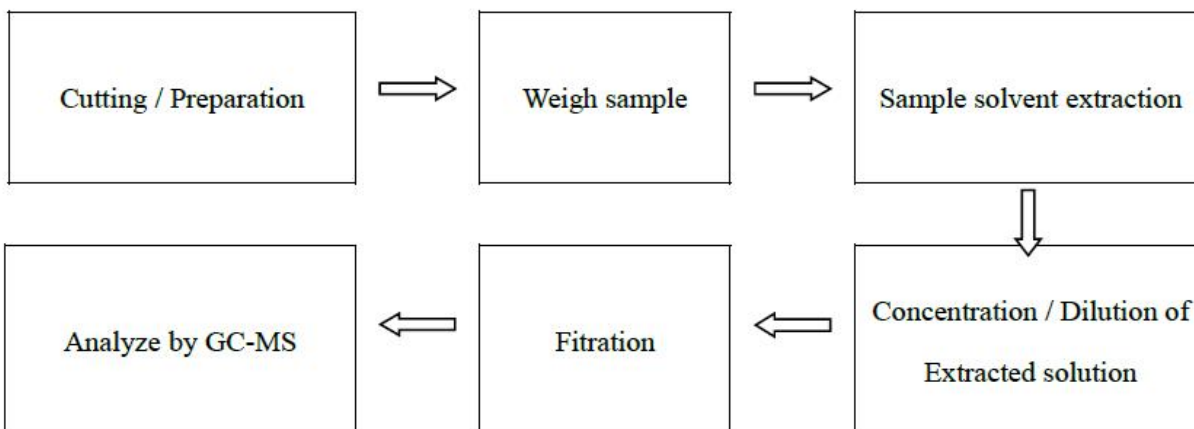 Cutting / Preparation
Weigh sample
Sample solvent extraction
Concentration / Dilution of
Extracted solution
Fitration
Analyze by GC-MS